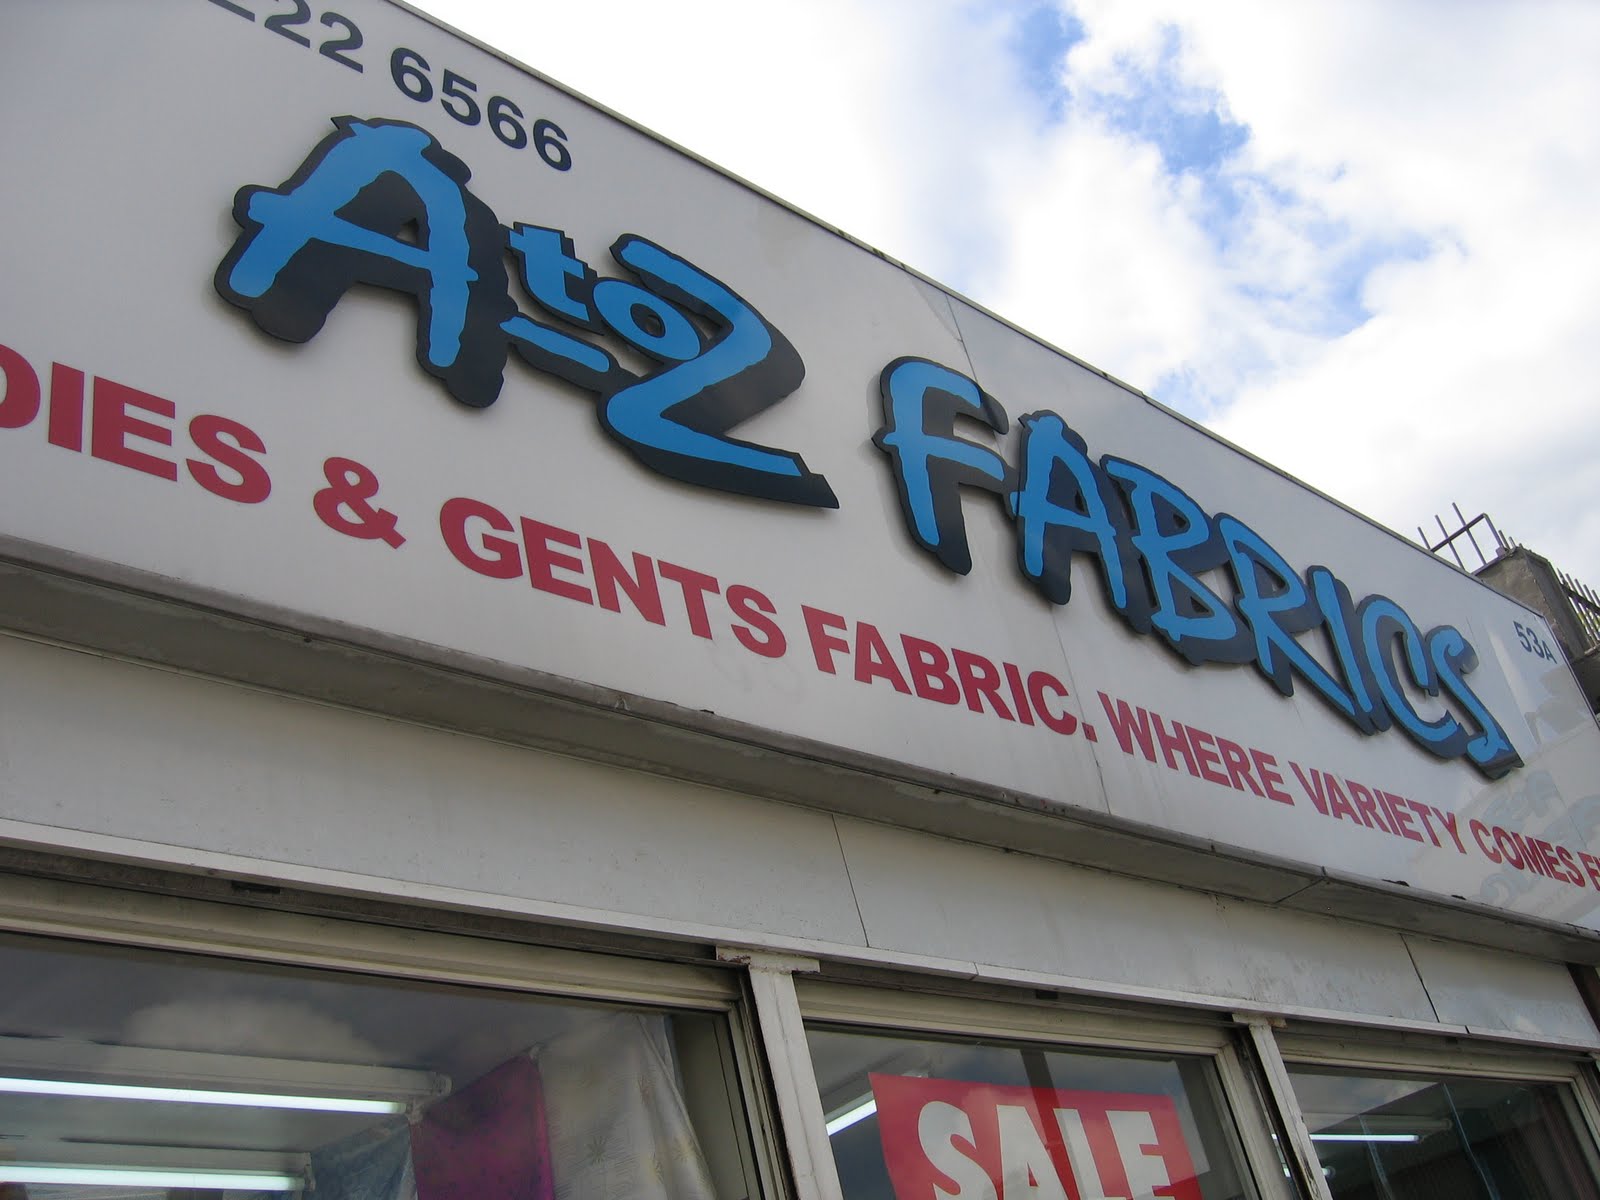 222 6566
A to Z FABRICS
53A
DIES & GENTS FABRIC. WHERE VARIETY COMES F
SALE